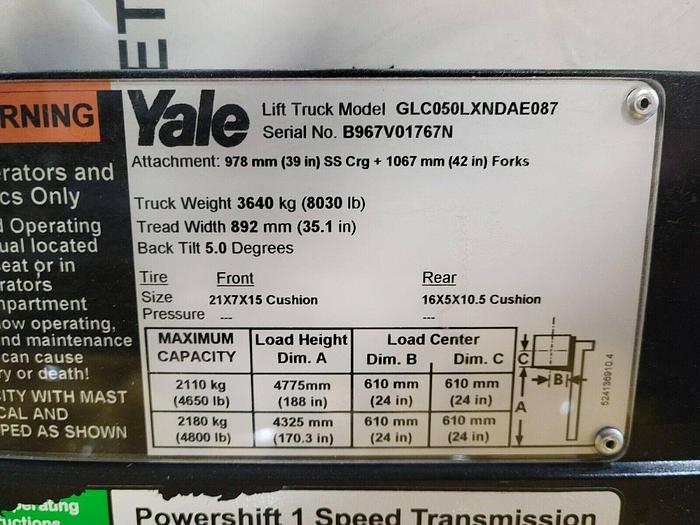 ET
RNING
Yale
Lift Truck Model GLC050LXNDAE087
Serial No. B967V01767N
Attachment: 978 mm (39 in) SS Crg + 1067 mm (42 in) Forks
Truck Weight 3640 kg (8030 lb)
Tread Width 892 mm (35.1 in)
Back Tilt 5.0 Degrees
Tire Front Rear
Size 21X7X15 Cushion 16X5X10.5 Cushion
Pressure --- ---
MAXIMUM CAPACITY Load Height Dim. A Load Center Dim. B Dim. C
2110 kg (4650 lb) 4775mm (188 in) 610 mm (24 in) 610 mm (24 in)
2180 kg (4800 lb) 4325 mm (170.3 in) 610 mm (24 in) 610 mm (24 in)
C
B
A
524136910.4
erators and
cs Only
d Operating
ual located
eat or in
rators
partment
ow operating,
nd maintenance
can cause
ry or death!
ITY WITH MAST
CAL AND
PED AS SHOWN
perating
uctions
Powershift 1 Speed Transmission